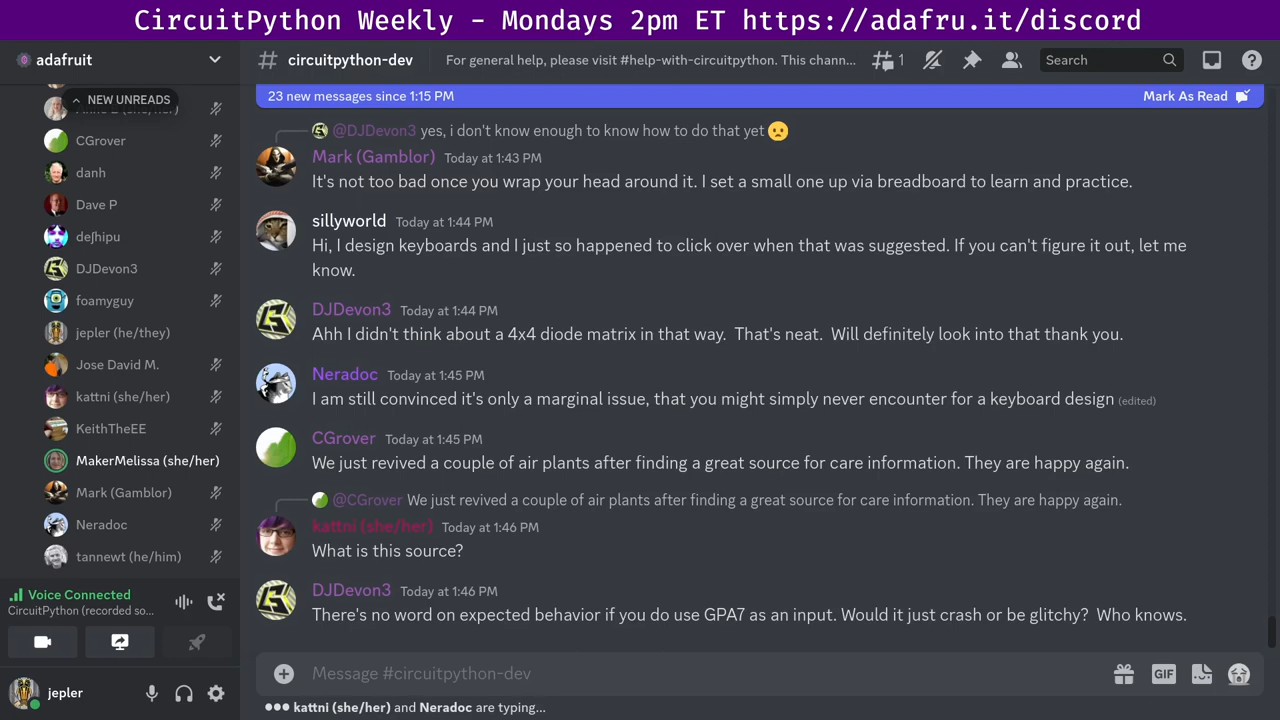 CircuitPython Weekly - Mondays 2pm ET https://adafru.it/discord
adafruit
# circuitpython-dev
For general help, please visit #help-with-circuitpython. This chann...
1
Search
NEW UNREADS
CGrover
danh
Dave P
deʃhipu
DJDevon3
foamyguy
jepler (he/they)
Jose David M.
kattni (she/her)
KeithTheEE
MakerMelissa (she/her)
Mark (Gamblor)
Neradoc
tannewt (he/him)
Voice Connected
CircuitPython (recorded so...
jepler
23 new messages since 1:15 PM
Mark As Read
@DJDevon3 yes, i don't know enough to know how to do that yet
Mark (Gamblor) Today at 1:43 PM
It's not too bad once you wrap your head around it. I set a small one up via breadboard to learn and practice.
sillyworld Today at 1:44 PM
Hi, I design keyboards and I just so happened to click over when that was suggested. If you can't figure it out, let me
know.
DJDevon3 Today at 1:44 PM
Ahh I didn't think about a 4x4 diode matrix in that way. That's neat. Will definitely look into that thank you.
Neradoc Today at 1:45 PM
I am still convinced it's only a marginal issue, that you might simply never encounter for a keyboard design (edited)
CGrover Today at 1:45 PM
We just revived a couple of air plants after finding a great source for care information. They are happy again.
@CGrover We just revived a couple of air plants after finding a great source for care information. They are happy again.
kattni (she/her) Today at 1:46 PM
What is this source?
DJDevon3 Today at 1:46 PM
There's no word on expected behavior if you do use GPA7 as an input. Would it just crash or be glitchy? Who knows.
Message #circuitpython-dev
GIF
kattni (she/her) and Neradoc are typing...